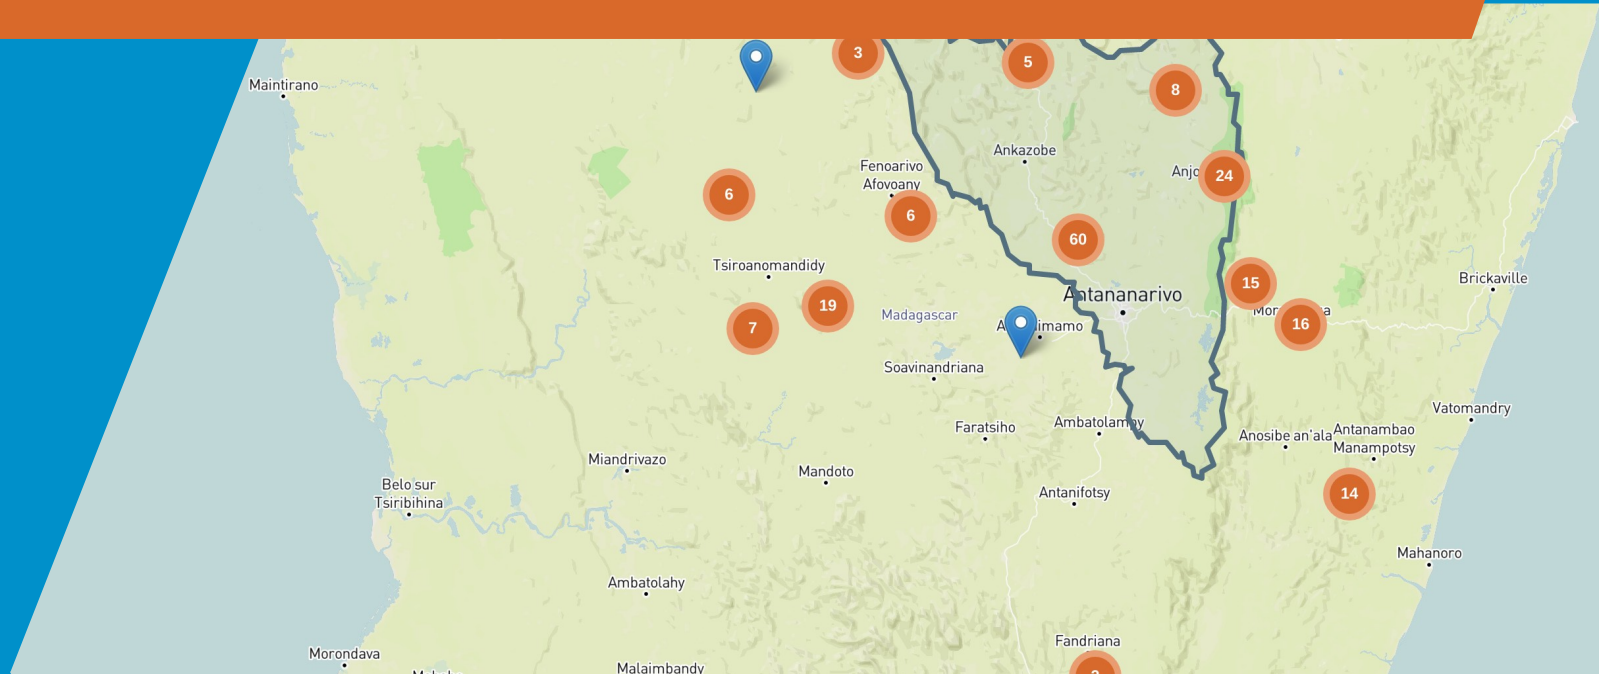 3
5
Maintirano
8
Ankazobe
Fenoarivo
Afovoany
Anjo
24
6
6
60
Tsiroanomandidy
Brickaville
15
Antananarivo
19
Madagascar
16
7
Soavinandriana
Vatomandry
Faratsiho
Ambatolampy
Anosibe an'ala
Antanambao
Manampotsy
Miandrivazo
Mandoto
Belo sur
Tsiribihina
Antanifotsy
14
Mahanoro
Ambatolahy
Fandriana
Morondava
Malaimbandy